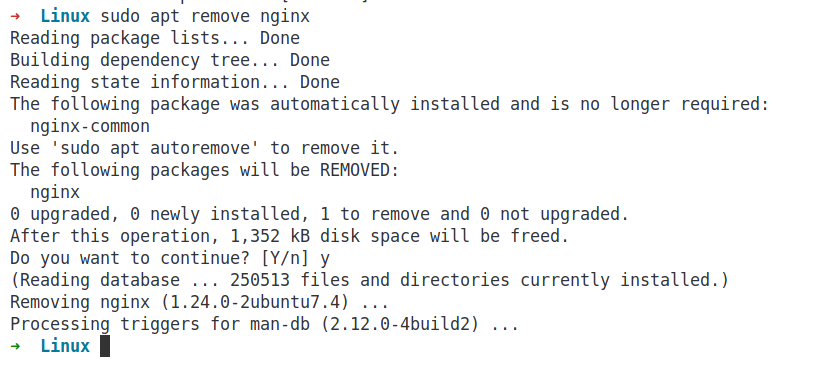 → Linux sudo apt remove nginx
Reading package lists... Done
Building dependency tree... Done
Reading state information... Done
The following package was automatically installed and is no longer required:
  nginx-common
Use 'sudo apt autoremove' to remove it.
The following packages will be REMOVED:
  nginx
0 upgraded, 0 newly installed, 1 to remove and 0 not upgraded.
After this operation, 1,352 kB disk space will be freed.
Do you want to continue? [Y/n] y
(Reading database ... 250513 files and directories currently installed.)
Removing nginx (1.24.0-2ubuntu7.4) ...
Processing triggers for man-db (2.12.0-4build2) ...
→ Linux